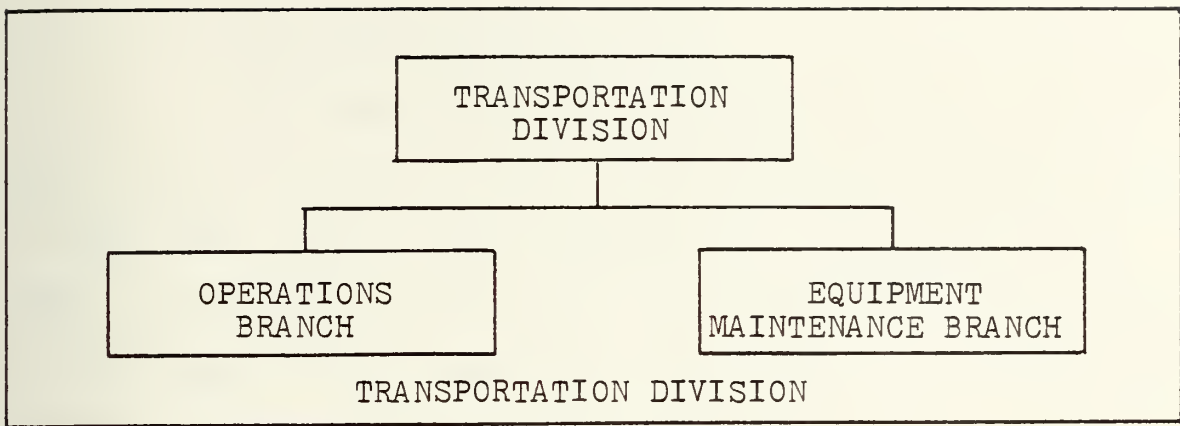 TRANSPORTATION
DIVISION
OPERATIONS
BRANCH
EQUIPMENT
MAINTENANCE BRANCH
TRANSPORTATION DIVISION